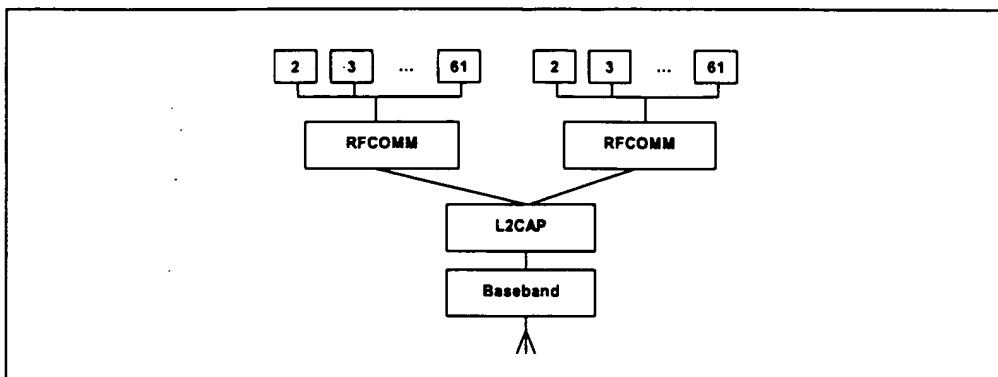 2 3 ... 61 2 3 ... 61
RFCOMM RFCOMM
L2CAP
Baseband